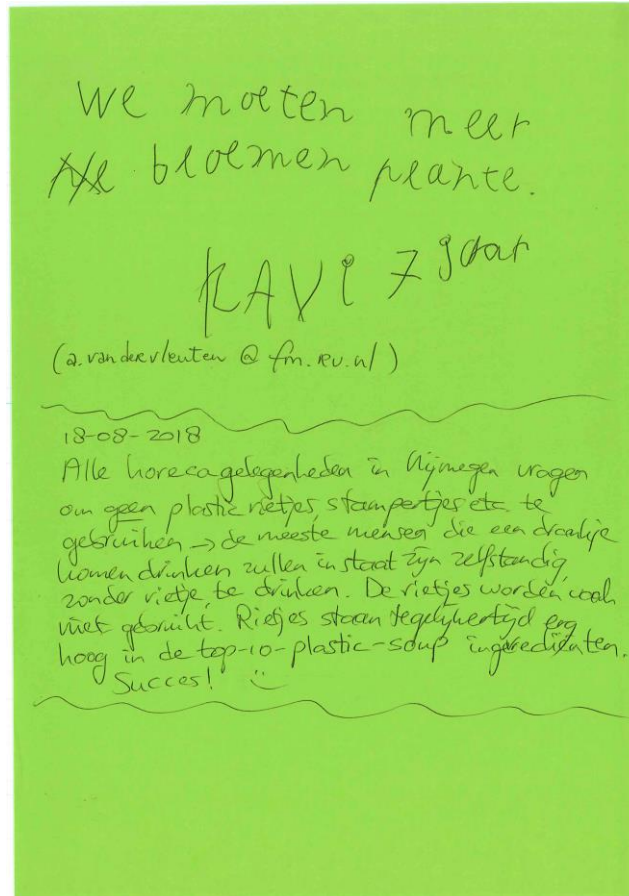 We moeten meer
bloemen plante.
KAVi 7 jaar
(a.vandervleuten @ fm.ru.nl)
18-08-2018
Alle horecagelegenheden in Nijmegen vragen
om geen plastic rietjes, stampertjes etc. te
gebruiken → de meeste mensen die een drankje
komen drinken zullen in staat zijn zelfstandig,
zonder rietje, te drinken. De rietjes worden vaak
niet gebruikt. Rietjes staan tegelijkertijd erg
hoog in de top-10-plastic-soup ingrediënten.
Succes!